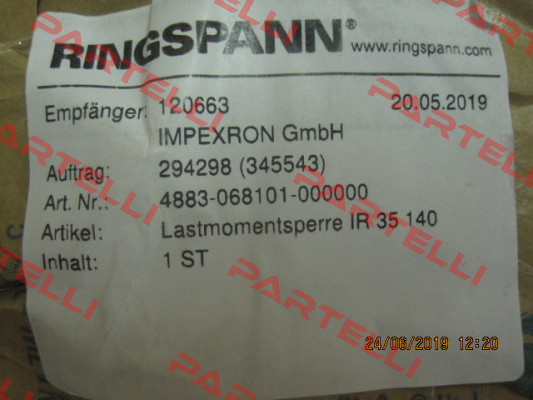 RINGSPANN® www.ringspann.com
Empfänger: 120663 20.05.2019
IMPEXRON GmbH
Auftrag: 294298 (345543)
Art. Nr.: 4883-068101-000000
Artikel: Lastmomentsperre IR 35 140
Inhalt: 1 ST
PARTELLI
PARTELLI
PARTELLI
PARTELLI
PARTELLI
24/06/2019 12:20